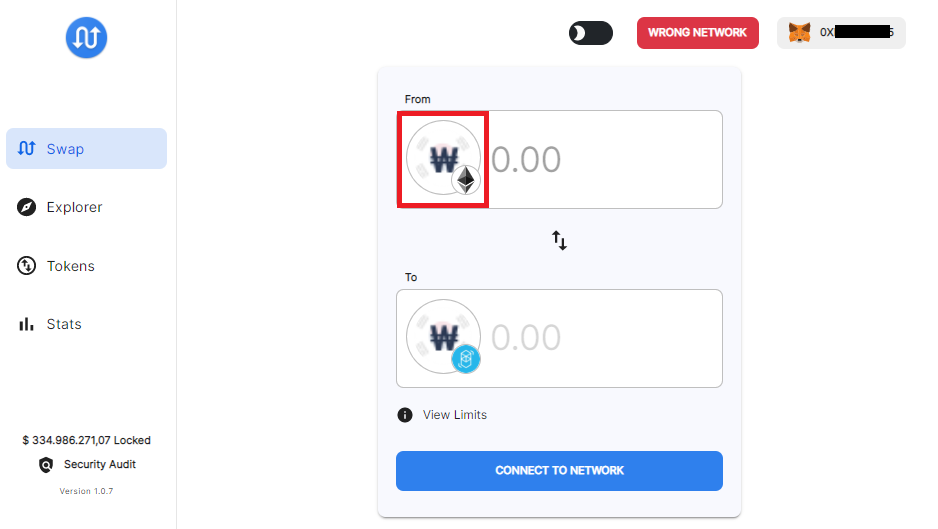 WRONG NETWORK
0X
5
From
₩
0.00
Swap
Explorer
To
Tokens
₩
0.00
Stats
View Limits
$ 334.986.271,07 Locked
Security Audit
CONNECT TO NETWORK
Version 1.0.7